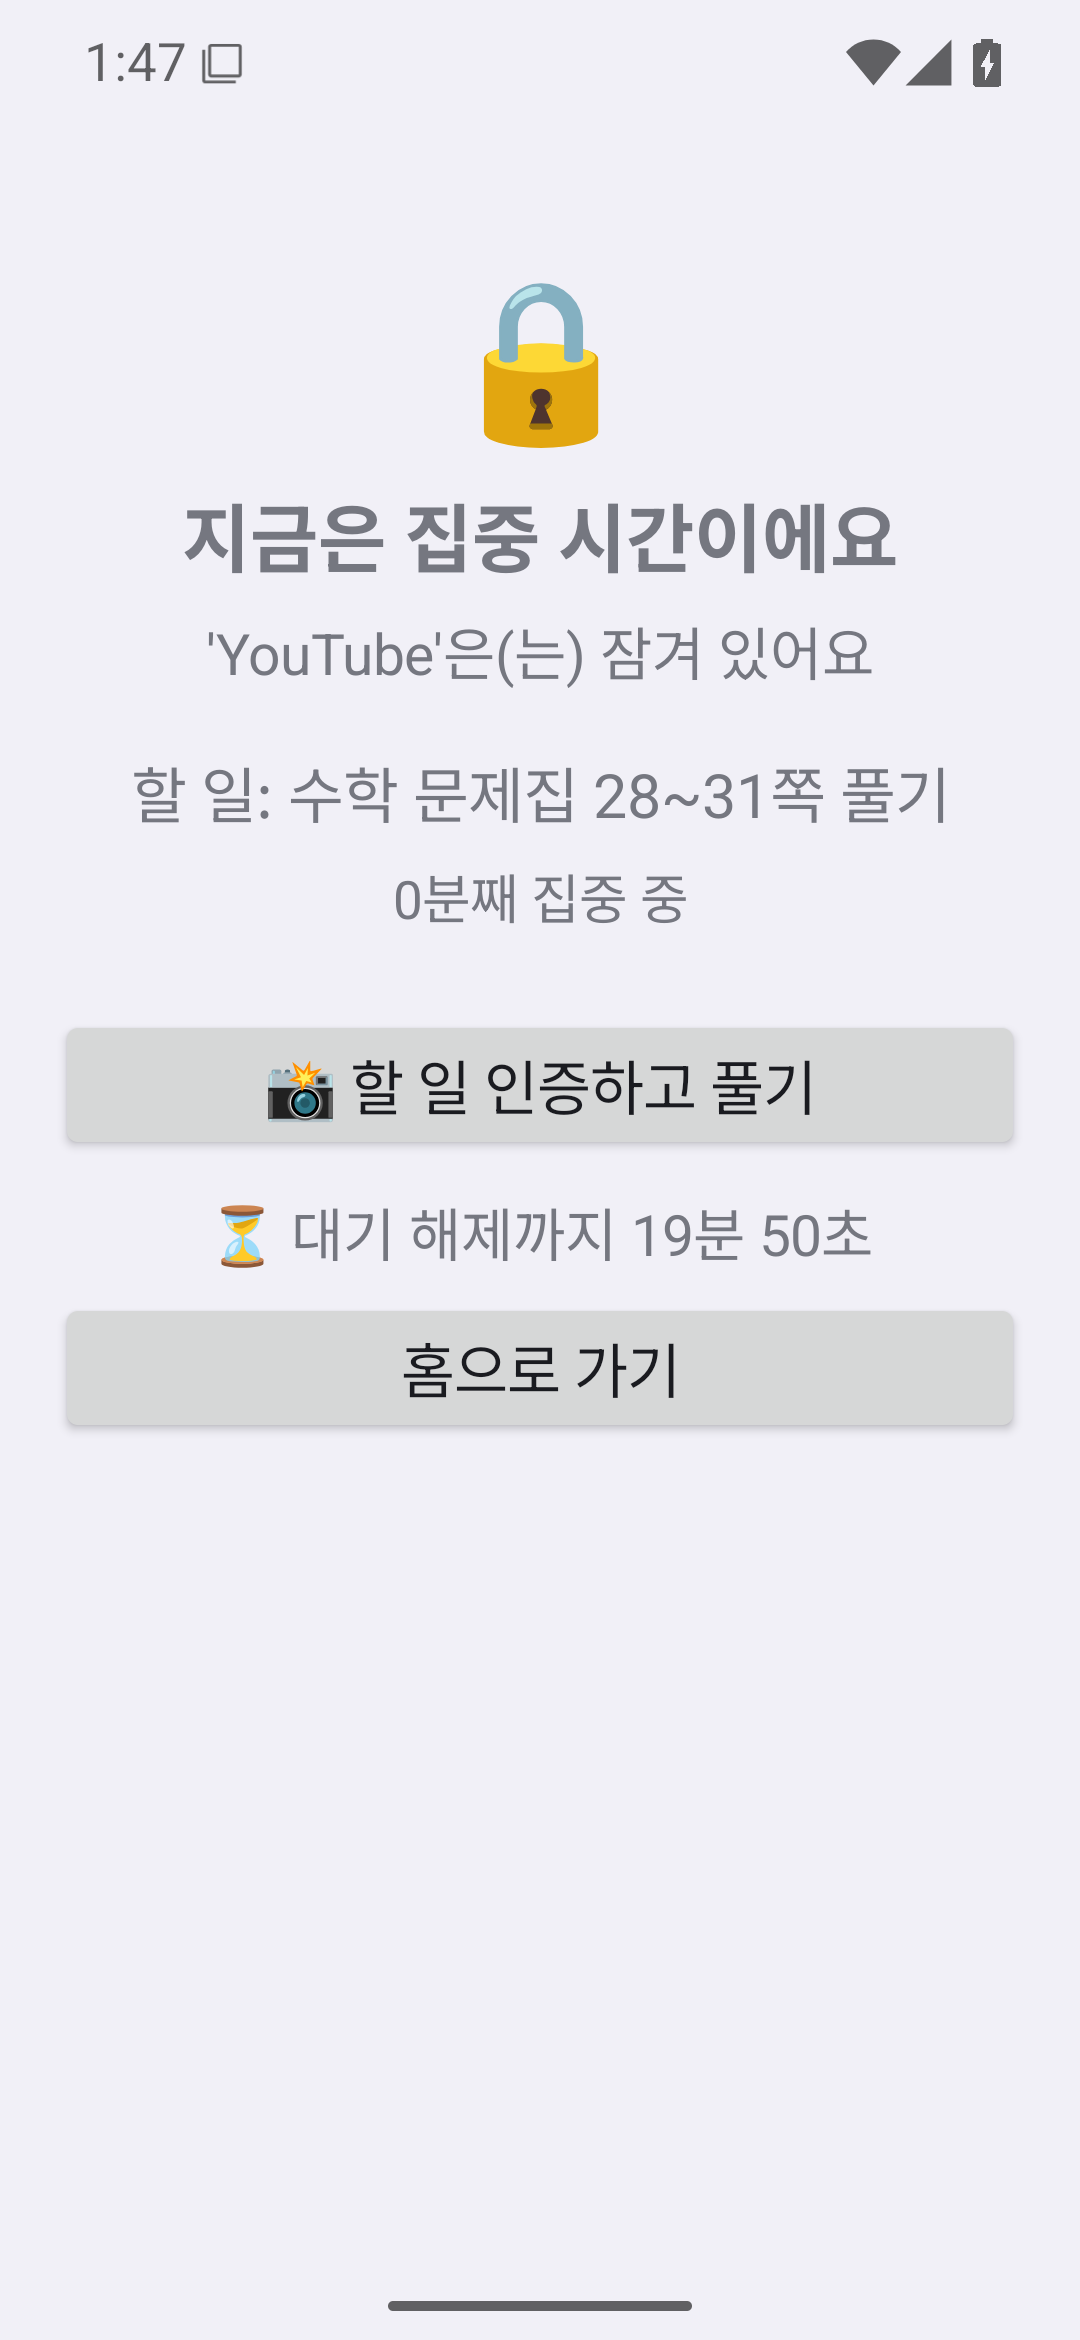 1:47
지금은 집중 시간이에요
'YouTube'은(는) 잠겨 있어요
할 일: 수학 문제집 28~31쪽 풀기
0분째 집중 중
📸 할 일 인증하고 풀기
⏳ 대기 해제까지 19분 50초
홈으로 가기